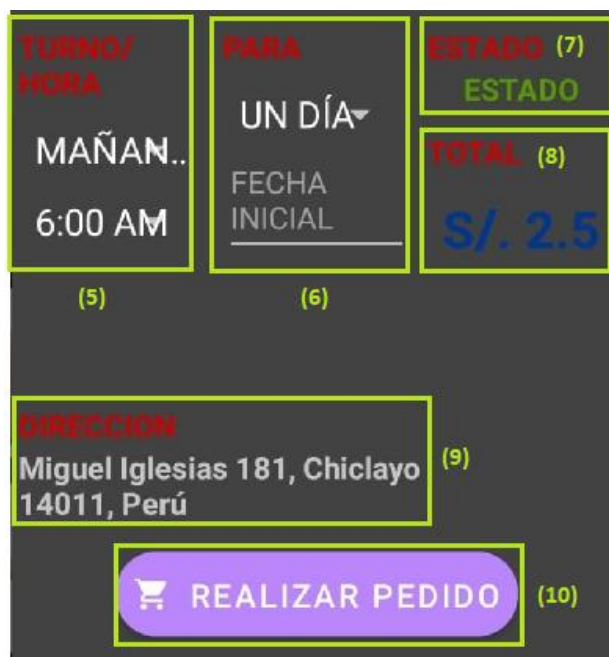 TURNO/
HORA
MAÑAN..
6:00 AM
(5)
PARA
UN DÍA
FECHA
INICIAL
(6)
ESTADO (7)
ESTADO
TOTAL (8)
S/. 2.5
DIRECCION
Miguel Iglesias 181, Chiclayo
14011, Perú
(9)
REALIZAR PEDIDO
(10)